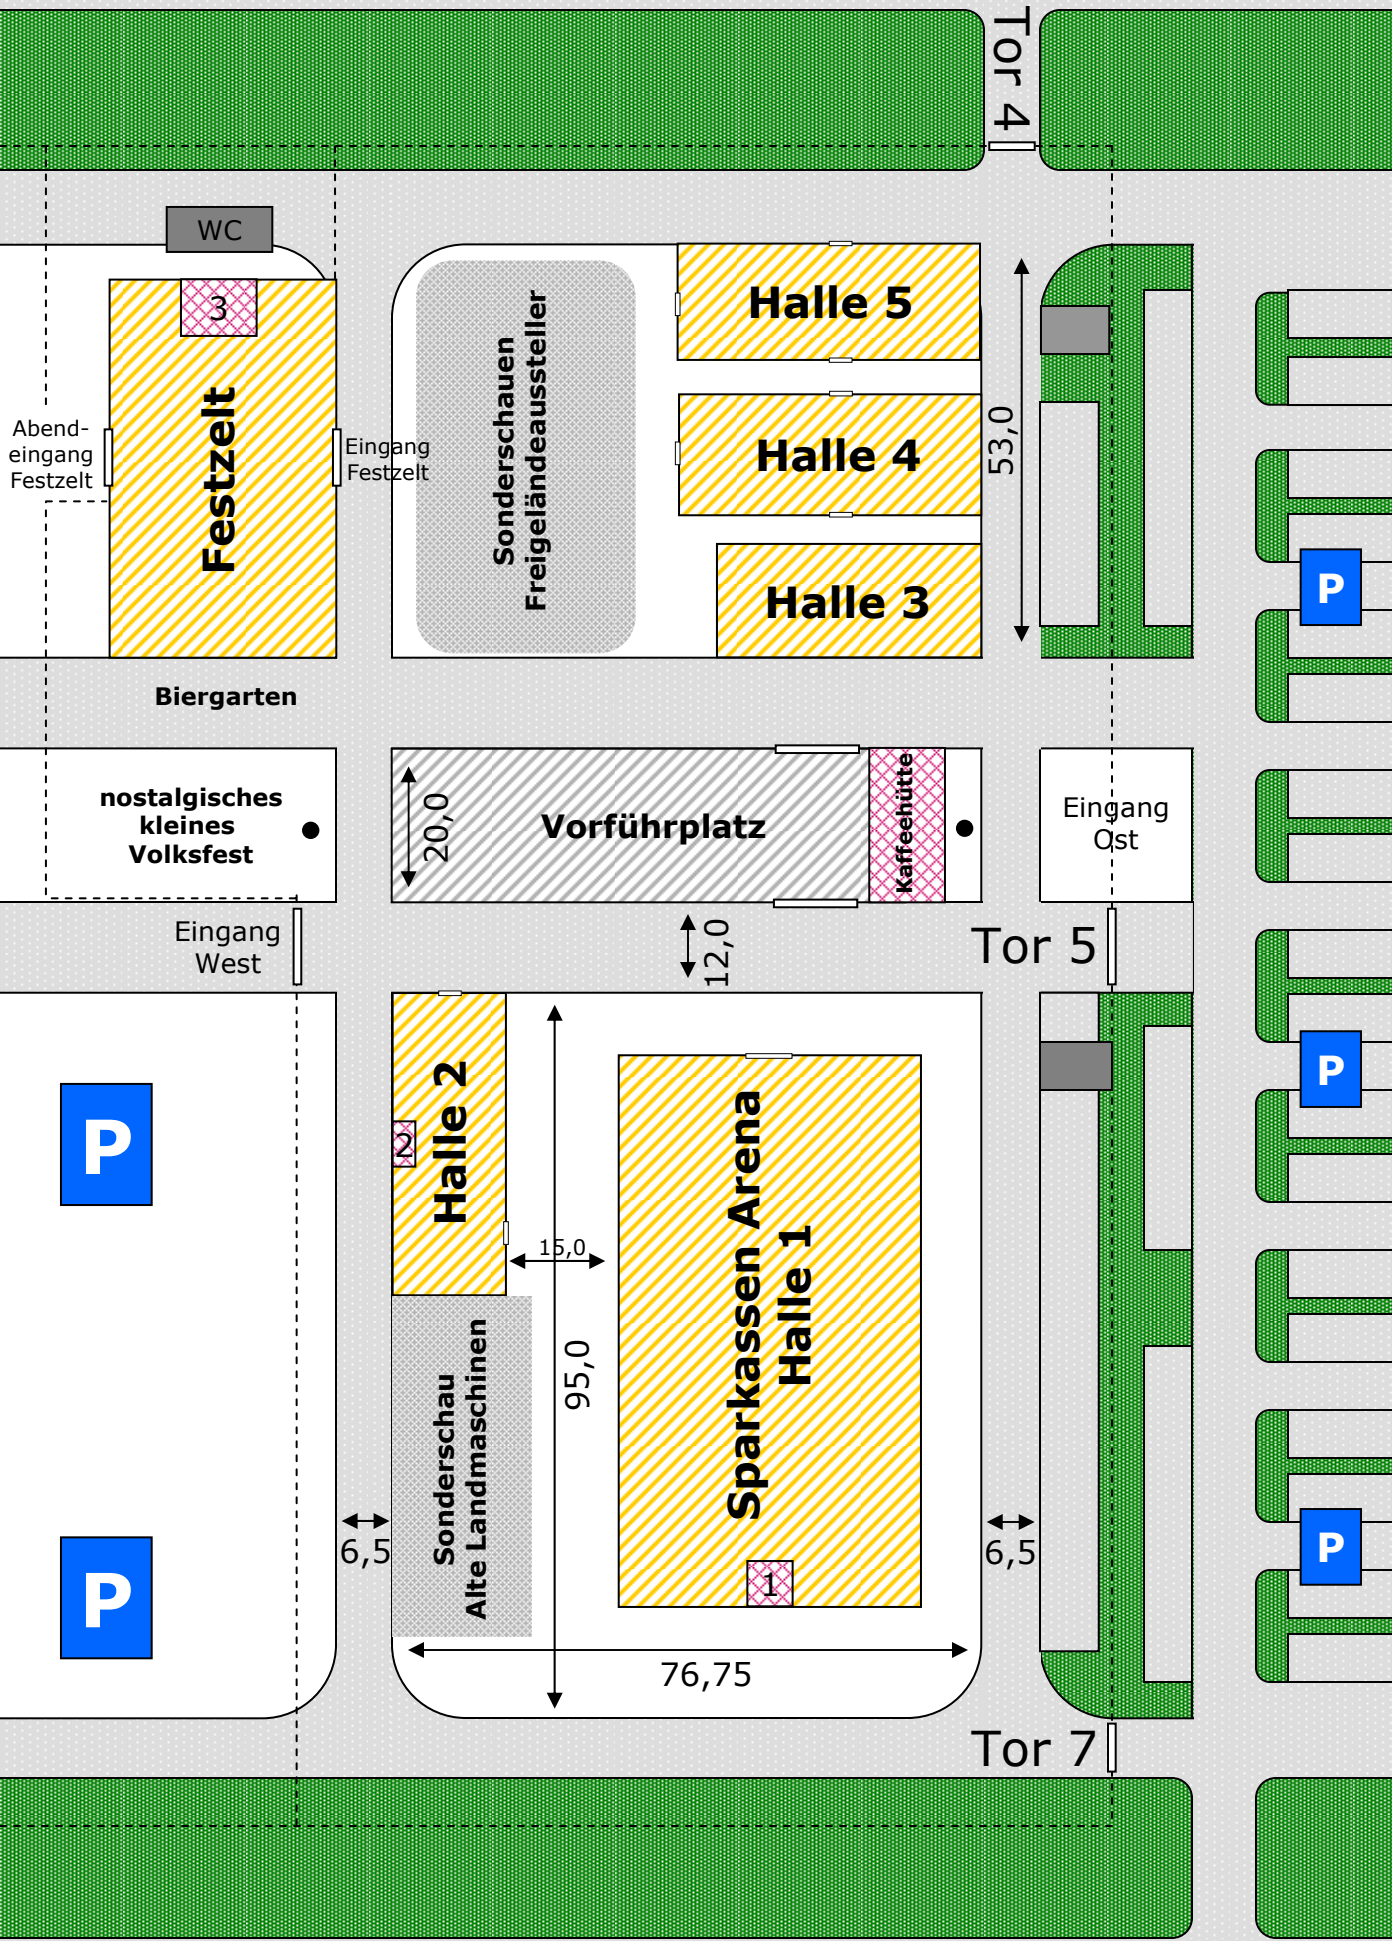 Tor 4
WC
3
Festzelt
Abend-
eingang
Festzelt
Eingang
Festzelt
Sonderschauen
Freigeländeaussteller
Halle 5
Halle 4
Halle 3
53,0
P
Biergarten
nostalgisches
kleines
Volksfest
20,0
Vorführplatz
Kaffeehütte
Eingang
Ost
Eingang
West
12,0
Tor 5
P
Halle 2
2
15,0
95,0
Sparkassen Arena
Halle 1
1
P
Sonderschau
Alte Landmaschinen
6,5
6,5
P
P
76,75
Tor 7